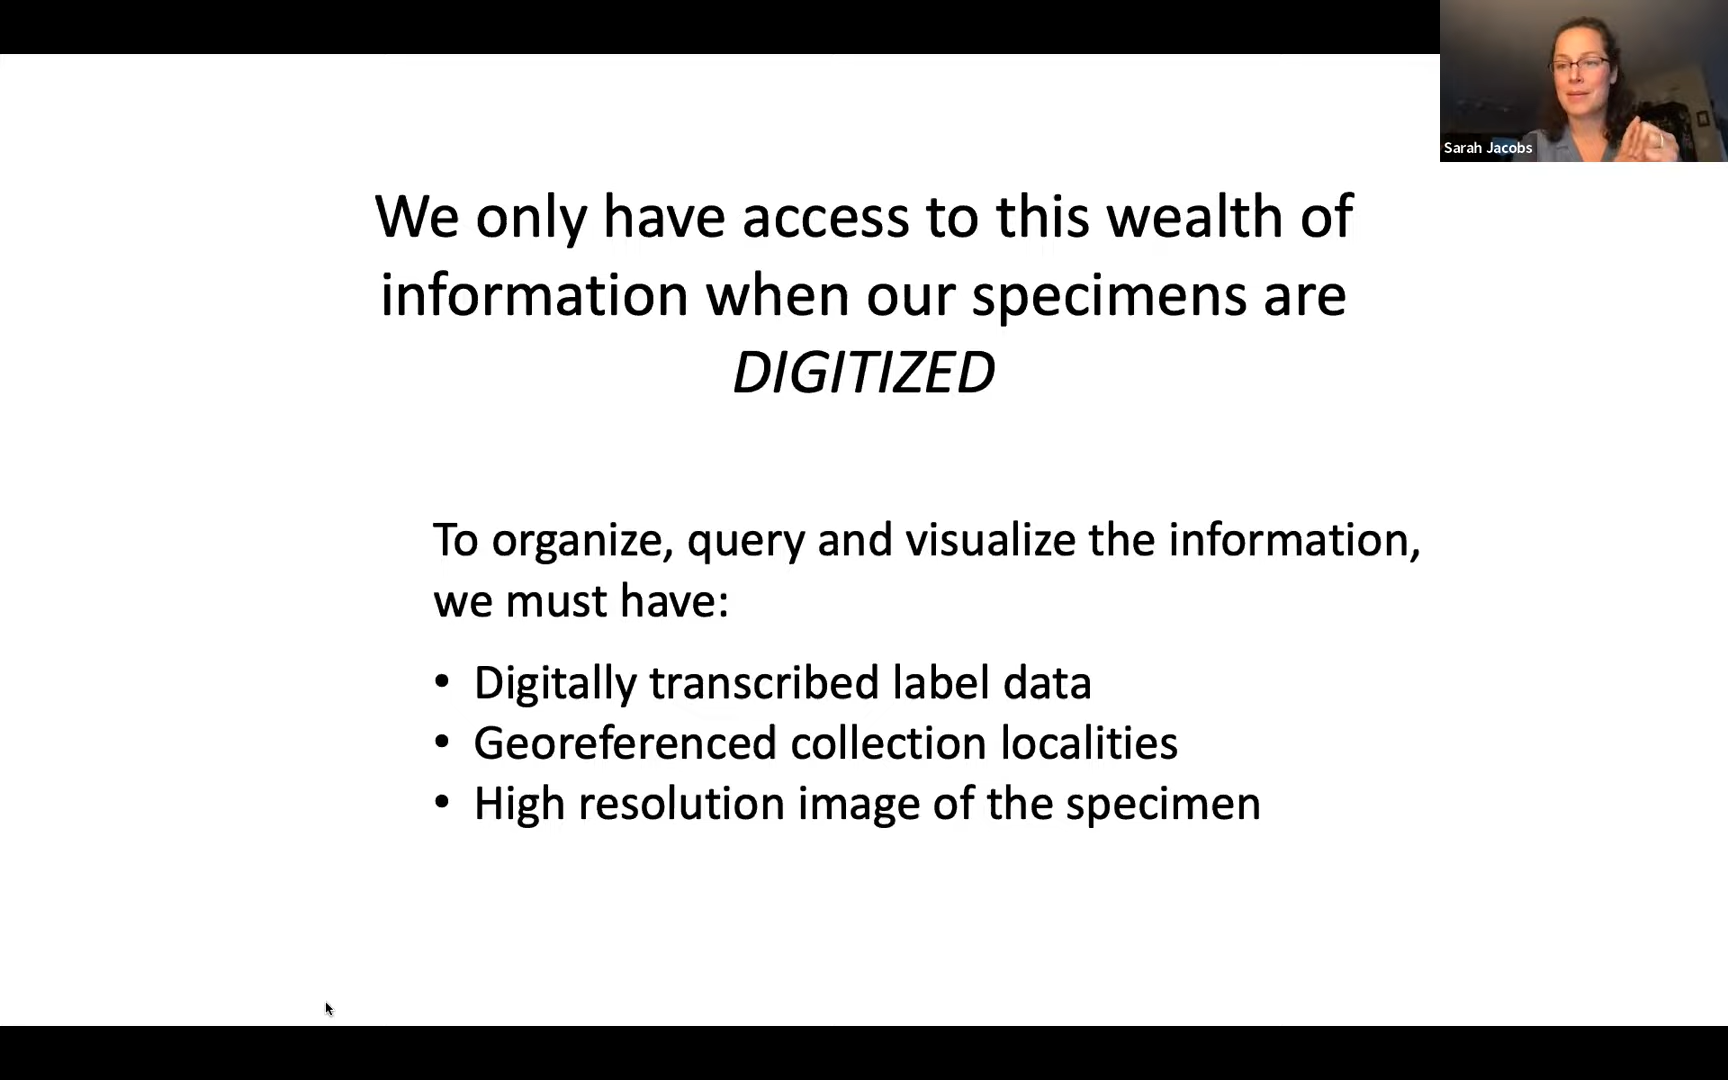 Sarah Jacobs
We only have access to this wealth of
information when our specimens are
DIGITIZED
To organize, query and visualize the information,
we must have:
• Digitally transcribed label data
• Georeferenced collection localities
• High resolution image of the specimen